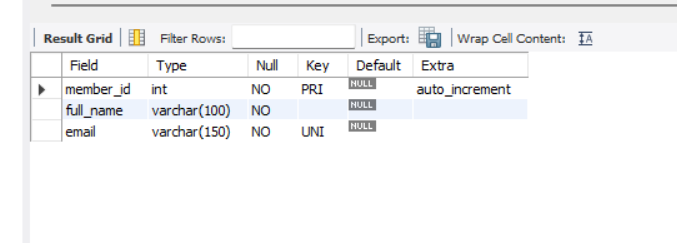 Result Grid Filter Rows: Export: Wrap Cell Content: IA
Field Type Null Key Default Extra
member_id int NO PRI NULL auto_increment
full_name varchar(100) NO NULL
email varchar(150) NO UNI NULL